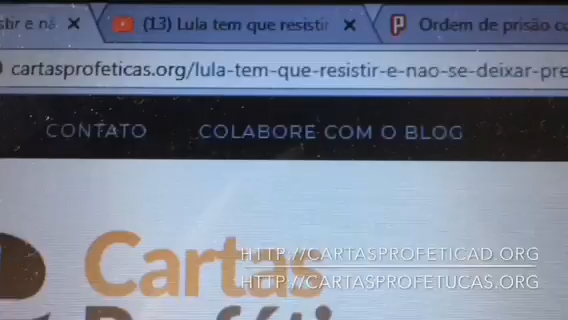 stir e nã
(13) Lula tem que resistir
Ordem de prisão co
cartasprofeticas.org/lula-tem-que-resistir-e-nao-se-deixar-pre
CONTATO COLABORE COM O BLOG
Cartas
HTTP://CARTASPROFETICAD.ORG
HTTP://CARTASPROFETUCAS.ORG